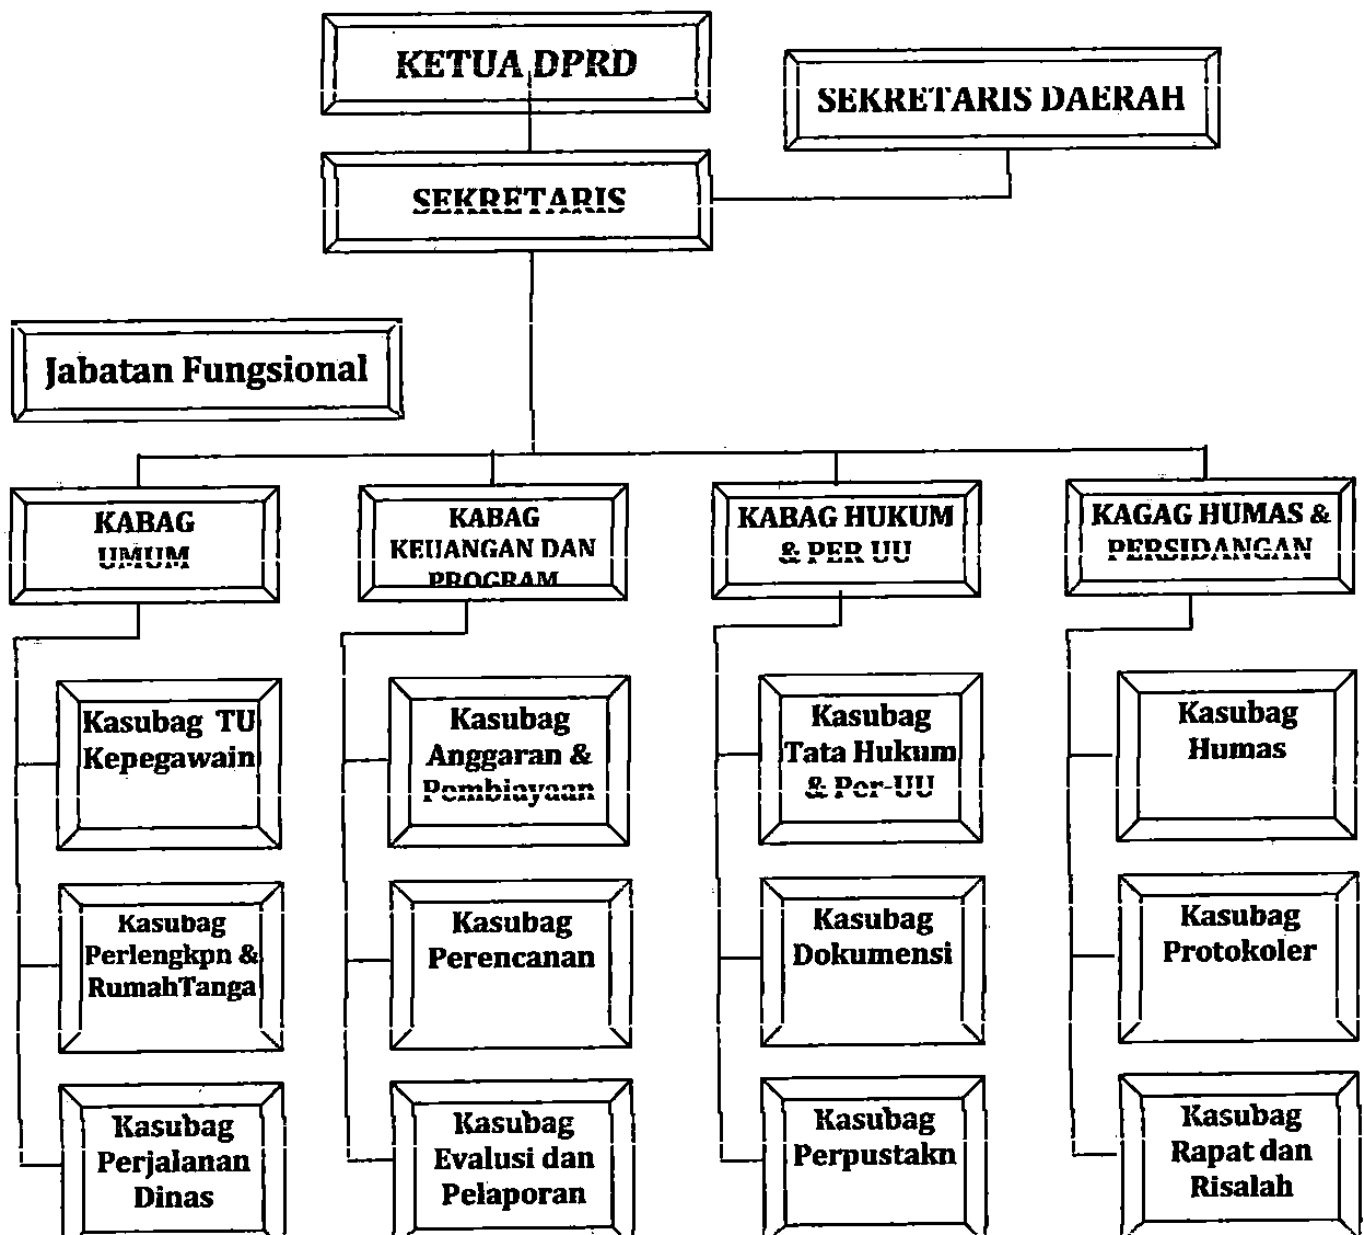 KETUA DPRD
SEKRETARIS DAERAH
SEKRETARIS
Jabatan Fungsional
KABAG
UMUM
KABAG
KEUANGAN DAN
PROGRAM
KABAG HUKUM
& PER UU
KAGAG HUMAS &
PERSIDANGAN
Kasubag TU
Kepegawain
Kasubag
Anggaran &
Pembiayaan
Kasubag
Tata Hukum
& Per-UU
Kasubag
Humas
Kasubag
Perlengkpn &
RumahTanga
Kasubag
Perencanan
Kasubag
Dokumensi
Kasubag
Protokoler
Kasubag
Perjalanan
Dinas
Kasubag
Evalusi dan
Pelaporan
Kasubag
Perpustakn
Kasubag
Rapat dan
Risalah